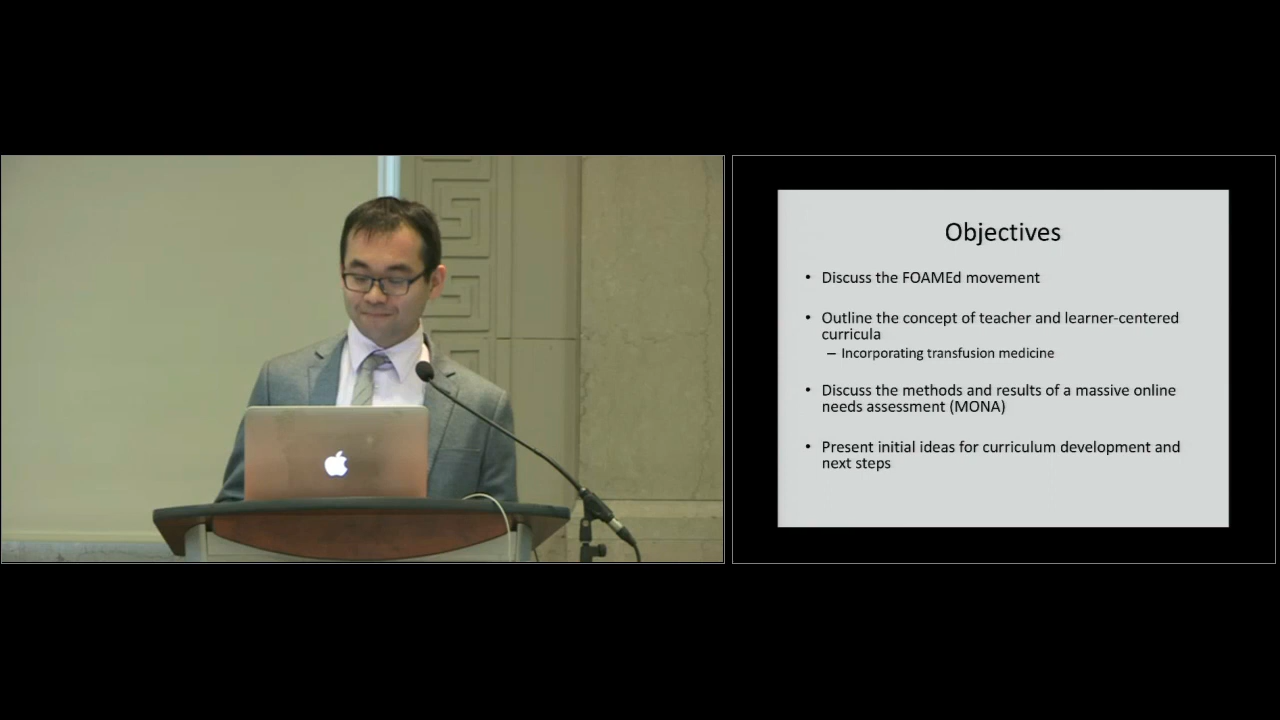 Objectives
• Discuss the FOAMEd movement
• Outline the concept of teacher and learner-centered
curricula
– Incorporating transfusion medicine
• Discuss the methods and results of a massive online
needs assessment (MONA)
• Present initial ideas for curriculum development and
next steps